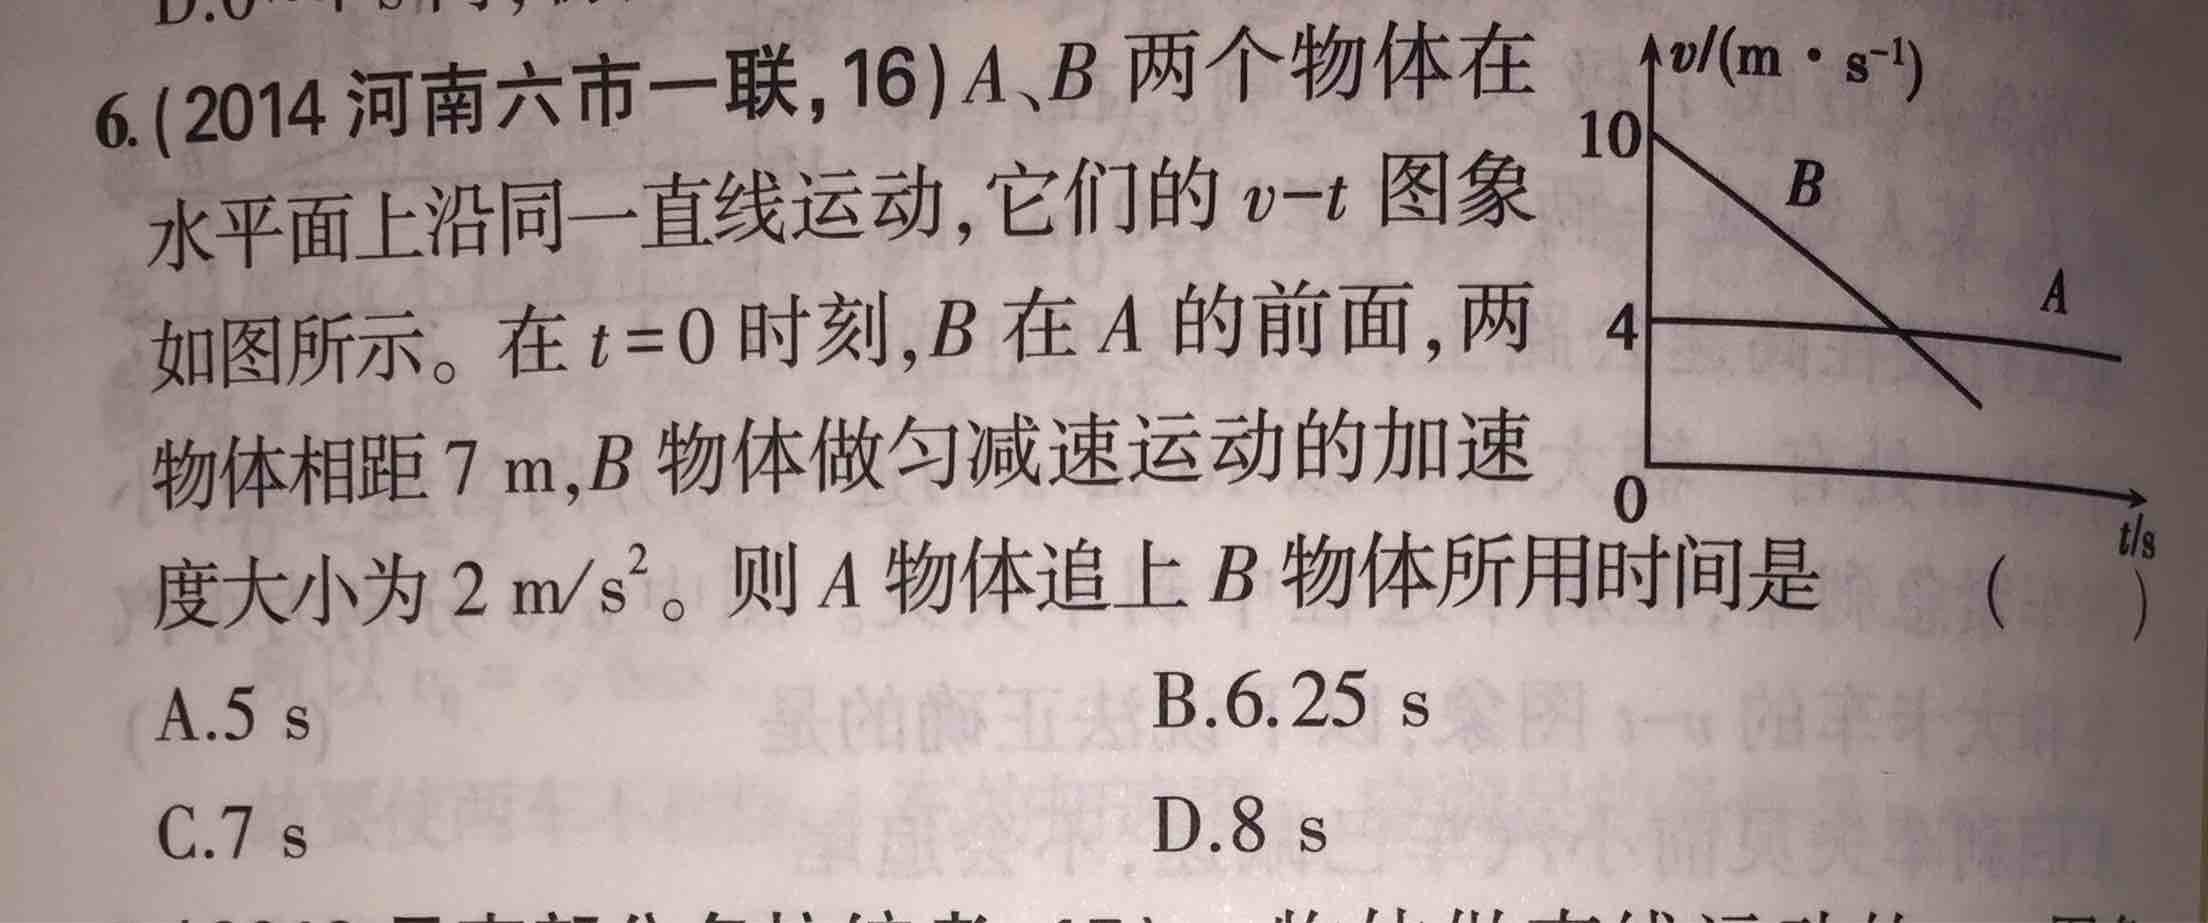 6.(2014 河南六市一联,16)A、B 两个物体在
水平面上沿同一直线运动,它们的 v-t 图象
如图所示。在 t=0 时刻,B 在 A 的前面,两
物体相距 7 m,B 物体做匀减速运动的加速
度大小为 2 m/s²。则 A 物体追上 B 物体所用时间是 ( )
A.5 s B.6.25 s
C.7 s D.8 s
v/(m·s⁻¹)
10
B
A
4
0
t/s